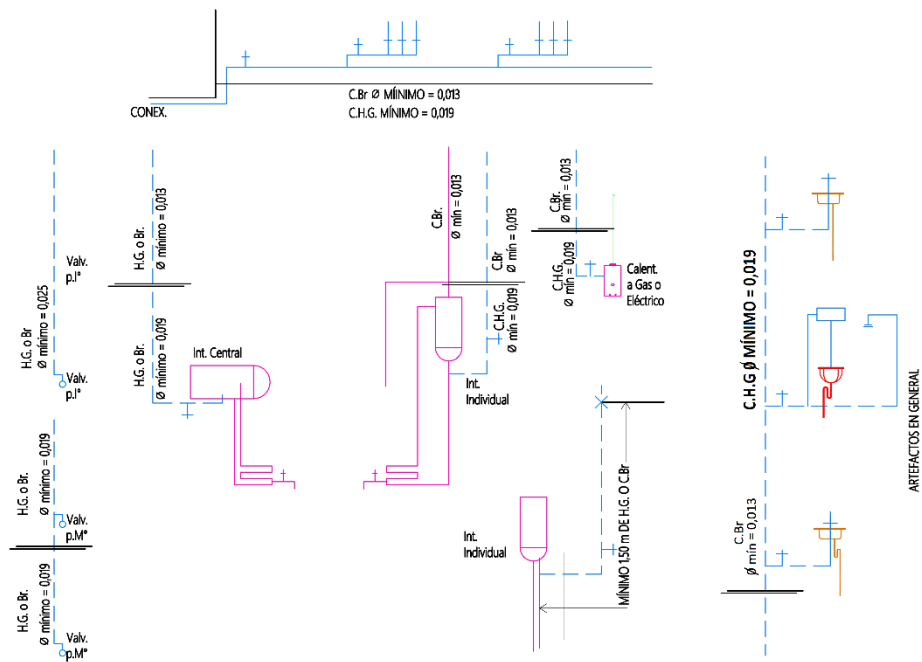 C.Br Ø MÍINIMO = 0,013
C.H.G. MÍNIMO = 0,019
CONEX.
H.G. o Br
Ø mínimo = 0,025
Valv.
p.I°
Valv.
p.I°
H.G. o Br.
Ø mínimo = 0,013
H.G. o Br.
Ø mínimo = 0,019
Int. Central
C.Br.
Ø mín = 0,013
C.Br
Ø mín = 0,013
C.H.G.
Ø mín = 0,019
Int.
Individual
C.Br.
Ø mín = 0,013
C.H.G.
Ø mín = 0,019
Calent.
a Gas o
Eléctrico
C.H.G Ø MÍNIMO = 0,019
ARTEFACTOS EN GENERAL
H.G. o Br.
Ø mínimo = 0,019
Valv.
p.M°
H.G. o Br.
Ø mínimo = 0,019
Valv.
p.M°
Int.
Individual
MÍNIMO 1,50 m DE H.G. O C.Br
C.Br
Ø mín = 0,013